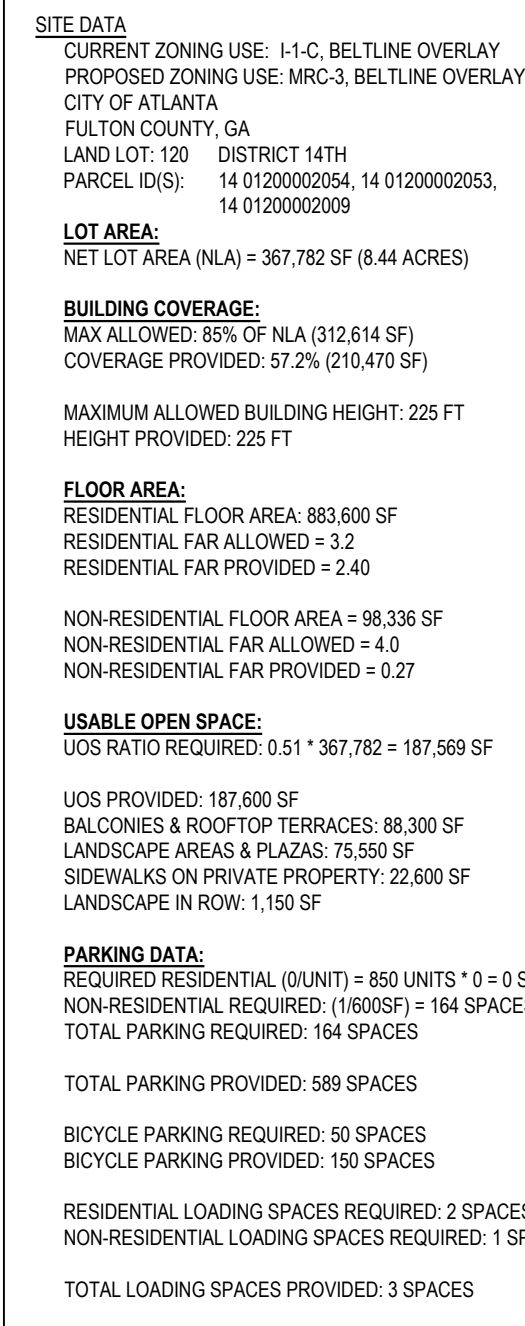 SITE DATA
CURRENT ZONING USE: I-1-C, BELTLINE OVERLAY
PROPOSED ZONING USE: MRC-3, BELTLINE OVERLAY
CITY OF ATLANTA
FULTON COUNTY, GA
LAND LOT: 120 DISTRICT 14TH
PARCEL ID(S): 14 01200002054, 14 01200002053,
14 01200002009
LOT AREA:
NET LOT AREA (NLA) = 367,782 SF (8.44 ACRES)
BUILDING COVERAGE:
MAX ALLOWED: 85% OF NLA (312,614 SF)
COVERAGE PROVIDED: 57.2% (210,470 SF)
MAXIMUM ALLOWED BUILDING HEIGHT: 225 FT
HEIGHT PROVIDED: 225 FT
FLOOR AREA:
RESIDENTIAL FLOOR AREA: 883,600 SF
RESIDENTIAL FAR ALLOWED = 3.2
RESIDENTIAL FAR PROVIDED = 2.40
NON-RESIDENTIAL FLOOR AREA = 98,336 SF
NON-RESIDENTIAL FAR ALLOWED = 4.0
NON-RESIDENTIAL FAR PROVIDED = 0.27
USABLE OPEN SPACE:
UOS RATIO REQUIRED: 0.51 * 367,782 = 187,569 SF
UOS PROVIDED: 187,600 SF
BALCONIES & ROOFTOP TERRACES: 88,300 SF
LANDSCAPE AREAS & PLAZAS: 75,550 SF
SIDEWALKS ON PRIVATE PROPERTY: 22,600 SF
LANDSCAPE IN ROW: 1,150 SF
PARKING DATA:
REQUIRED RESIDENTIAL (0/UNIT) = 850 UNITS * 0 = 0 S
NON-RESIDENTIAL REQUIRED: (1/600SF) = 164 SPACES
TOTAL PARKING REQUIRED: 164 SPACES
TOTAL PARKING PROVIDED: 589 SPACES
BICYCLE PARKING REQUIRED: 50 SPACES
BICYCLE PARKING PROVIDED: 150 SPACES
RESIDENTIAL LOADING SPACES REQUIRED: 2 SPACES
NON-RESIDENTIAL LOADING SPACES REQUIRED: 1 SP
TOTAL LOADING SPACES PROVIDED: 3 SPACES